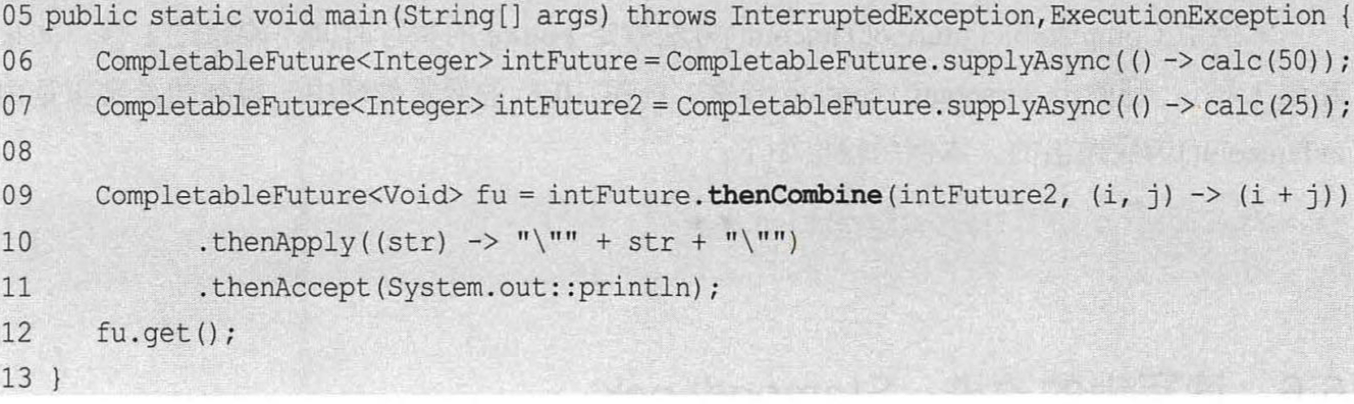 05 public static void main(String[] args) throws InterruptedException,ExecutionException {
06     CompletableFuture<Integer> intFuture = CompletableFuture.supplyAsync(() -> calc(50));
07     CompletableFuture<Integer> intFuture2 = CompletableFuture.supplyAsync(() -> calc(25));
08
09     CompletableFuture<Void> fu = intFuture.thenCombine(intFuture2, (i, j) -> (i + j))
10             .thenApply((str) -> "\"" + str + "\"")
11             .thenAccept(System.out::println);
12     fu.get();
13 }